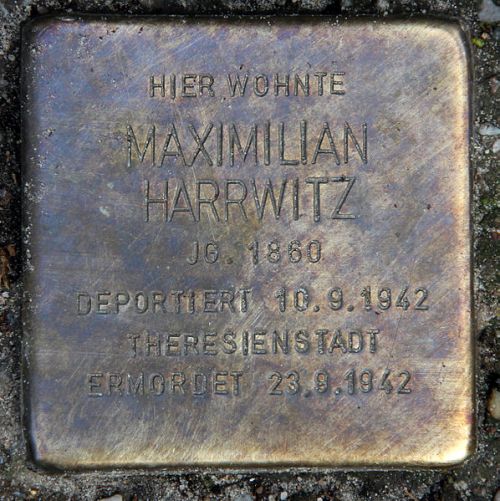 HIER WOHNTE
MAXIMILIAN
HARRWITZ
JG. 1860
DEPORTIERT 10.9.1942
THERESIENSTADT
ERMORDET 23.9.1942